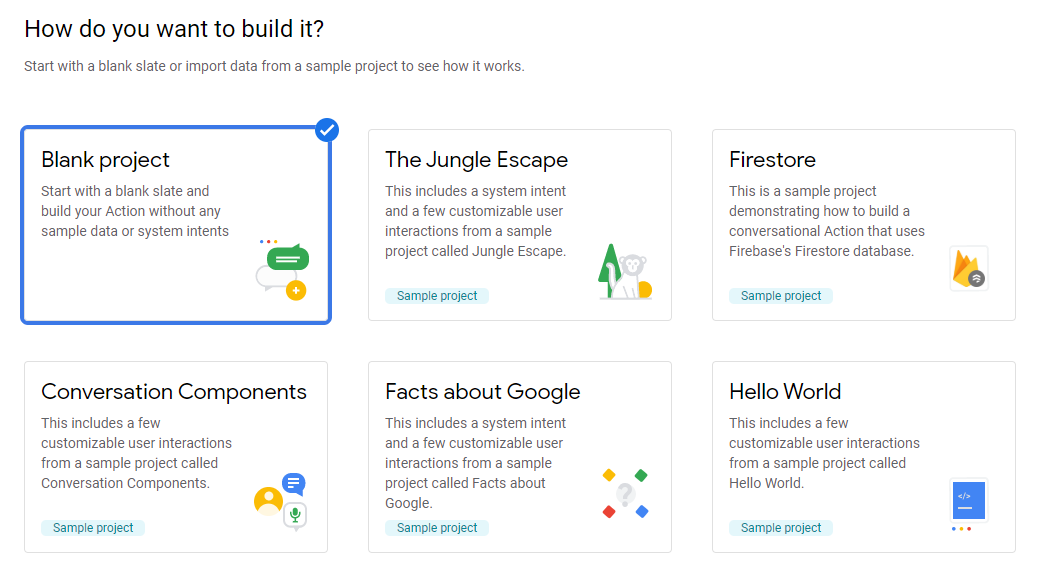 How do you want to build it?
Start with a blank slate or import data from a sample project to see how it works.
Blank project
Start with a blank slate and
build your Action without any
sample data or system intents
The Jungle Escape
This includes a system intent
and a few customizable user
interactions from a sample
project called Jungle Escape.
Sample project
Firestore
This is a sample project
demonstrating how to build a
conversational Action that uses
Firebase's Firestore database.
Sample project
Conversation Components
This includes a few
customizable user interactions
from a sample project called
Conversation Components.
Sample project
Facts about Google
This includes a system intent
and a few customizable user
interactions from a sample
project called Facts about
Google.
Sample project
?
Hello World
This includes a few
customizable user interactions
from a sample project called
Hello World.
</>
Sample project